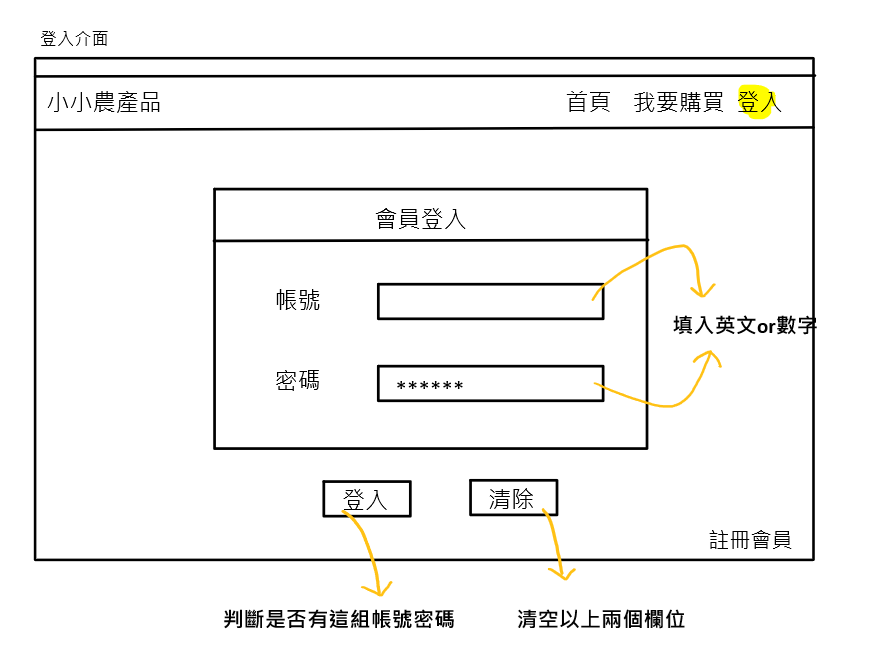 登入介面
小小農產品 首頁 我要購買 登入
會員登入
帳號
填入英文or數字
密碼 ******
登入 清除
註冊會員
判斷是否有這組帳號密碼 清空以上兩個欄位